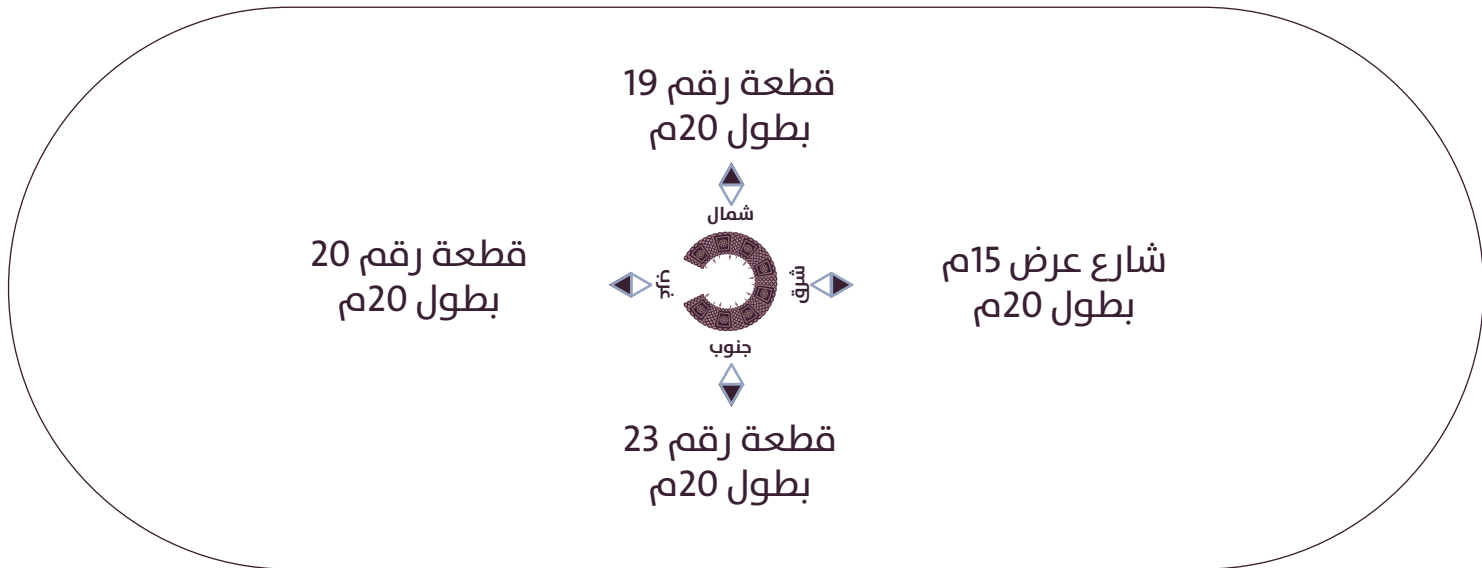 قطعة رقم 19
بطول 20م
شمال
شارع عرض 15م
بطول 20م
شرق
غرب
قطعة رقم 20
بطول 20م
جنوب
قطعة رقم 23
بطول 20م